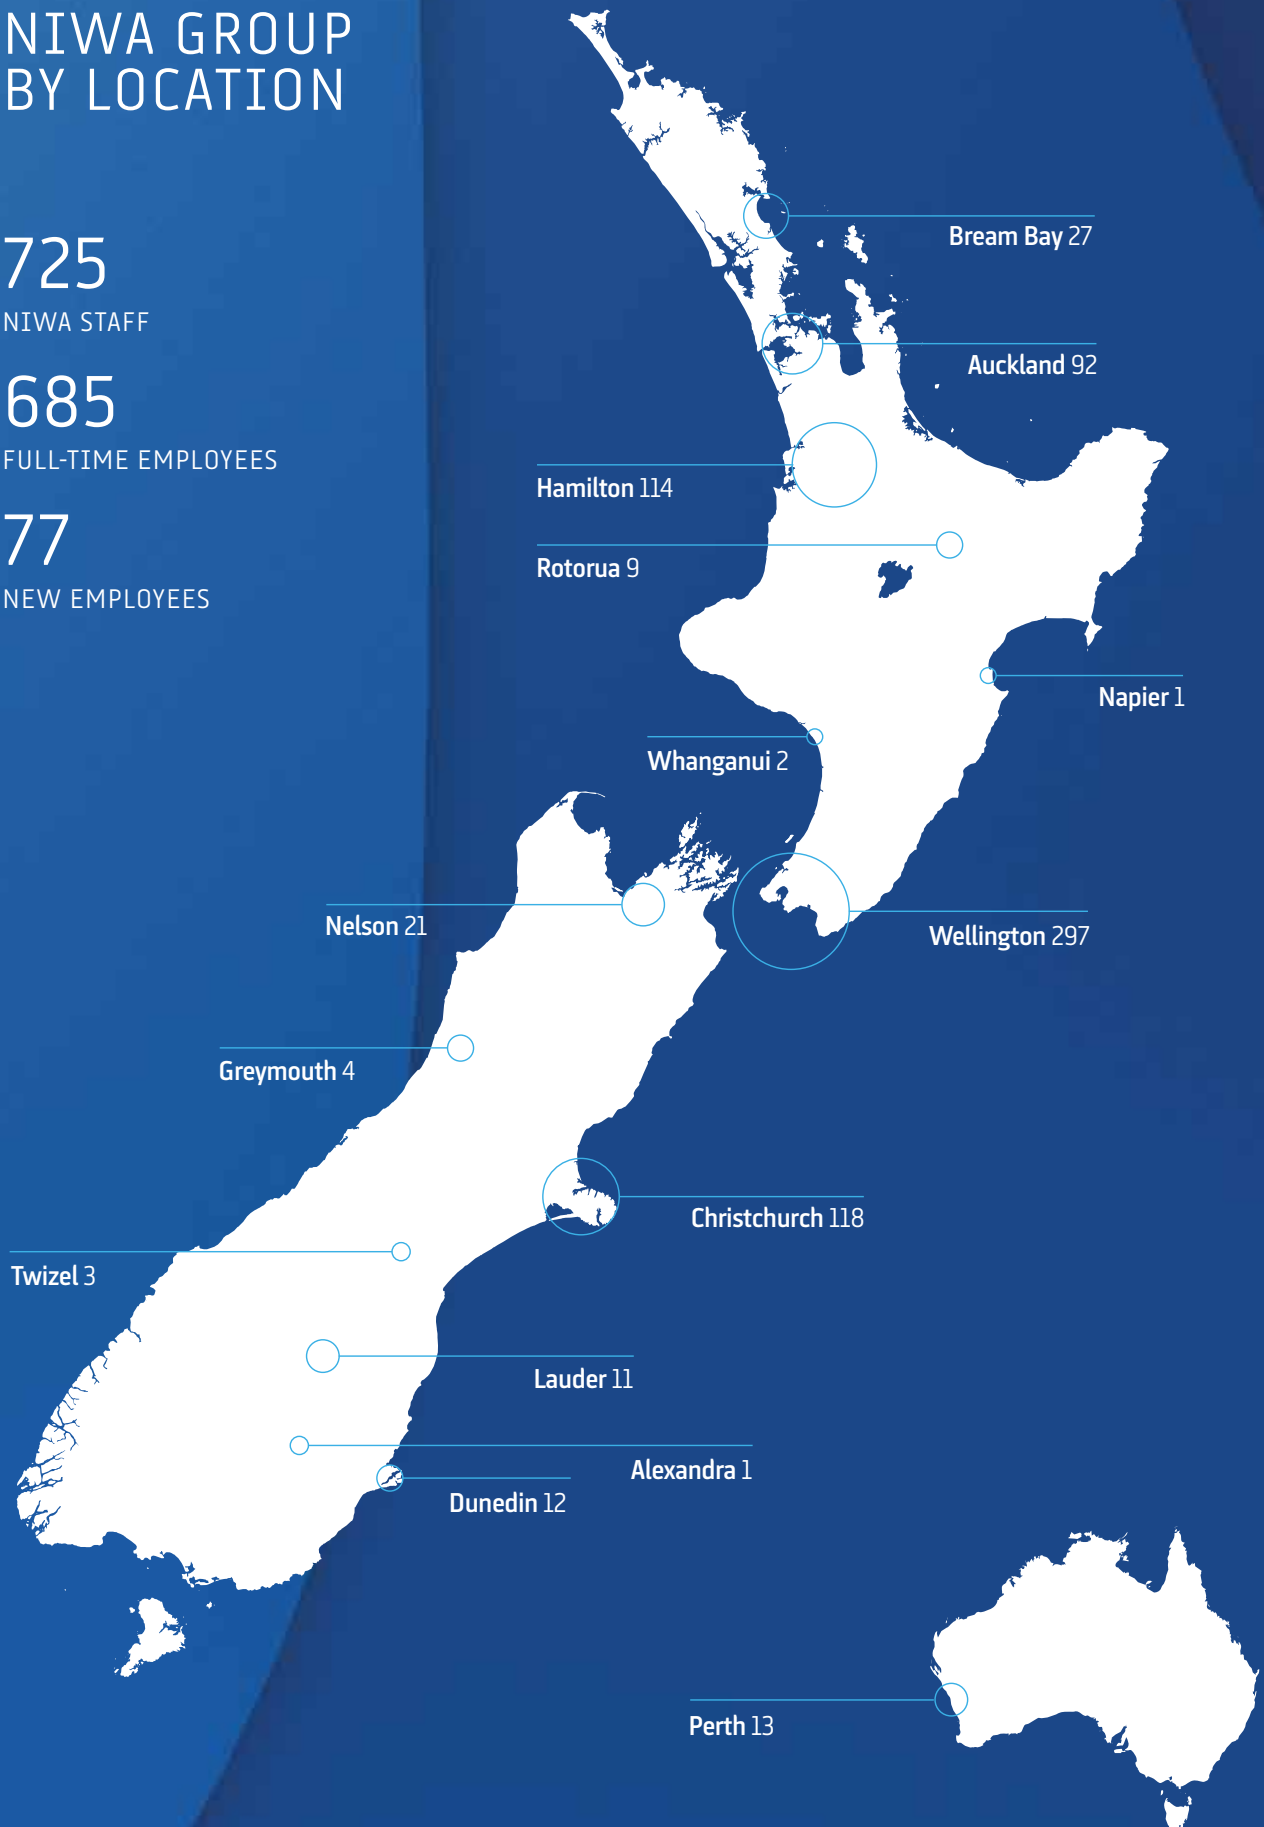 NIWA GROUP
BY LOCATION
725
NIWA STAFF
685
FULL-TIME EMPLOYEES
77
NEW EMPLOYEES
Bream Bay 27
Auckland 92
Hamilton 114
Rotorua 9
Napier 1
Whanganui 2
Nelson 21
Wellington 297
Greymouth 4
Christchurch 118
Twizel 3
Lauder 11
Alexandra 1
Dunedin 12
Perth 13